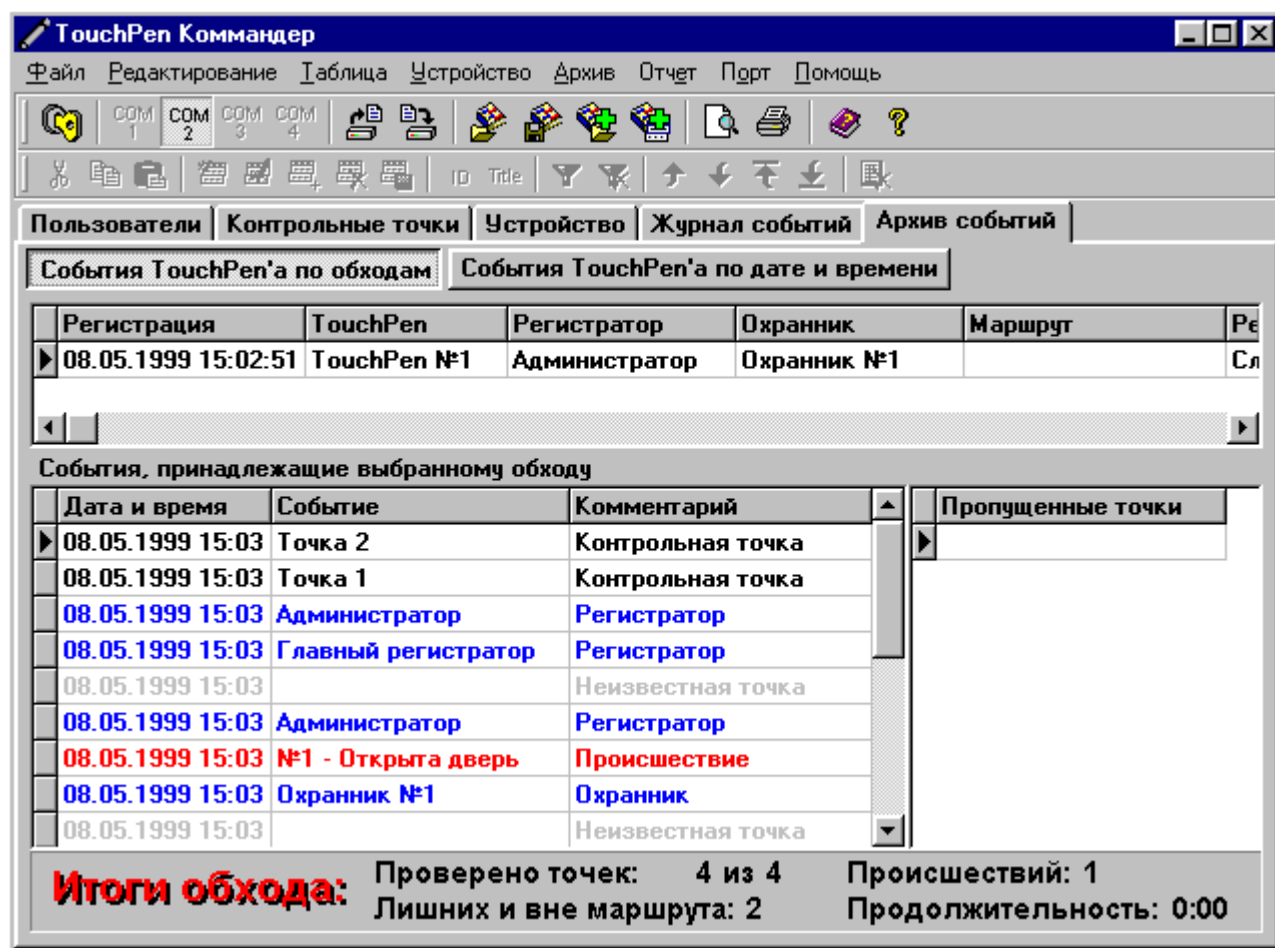 TouchPen Коммандер
Файл Редактирование Таблица Устройство Архив Отчет Порт Помощь
COM 1 COM 2 COM 3 COM 4
ID Title
Пользователи Контрольные точки Устройство Журнал событий Архив событий
События TouchPen'а по обходам События TouchPen'а по дате и времени
Регистрация TouchPen Регистратор Охранник Маршрут Ре
08.05.1999 15:02:51 TouchPen №1 Администратор Охранник №1 Сл
События, принадлежащие выбранному обходу
Дата и время Событие Комментарий Пропущенные точки
08.05.1999 15:03 Точка 2 Контрольная точка
08.05.1999 15:03 Точка 1 Контрольная точка
08.05.1999 15:03 Администратор Регистратор
08.05.1999 15:03 Главный регистратор Регистратор
08.05.1999 15:03 Неизвестная точка
08.05.1999 15:03 Администратор Регистратор
08.05.1999 15:03 №1 - Открыта дверь Происшествие
08.05.1999 15:03 Охранник №1 Охранник
08.05.1999 15:03 Неизвестная точка
Итоги обхода: Проверено точек: 4 из 4 Происшествий: 1
Лишних и вне маршрута: 2 Продолжительность: 0:00